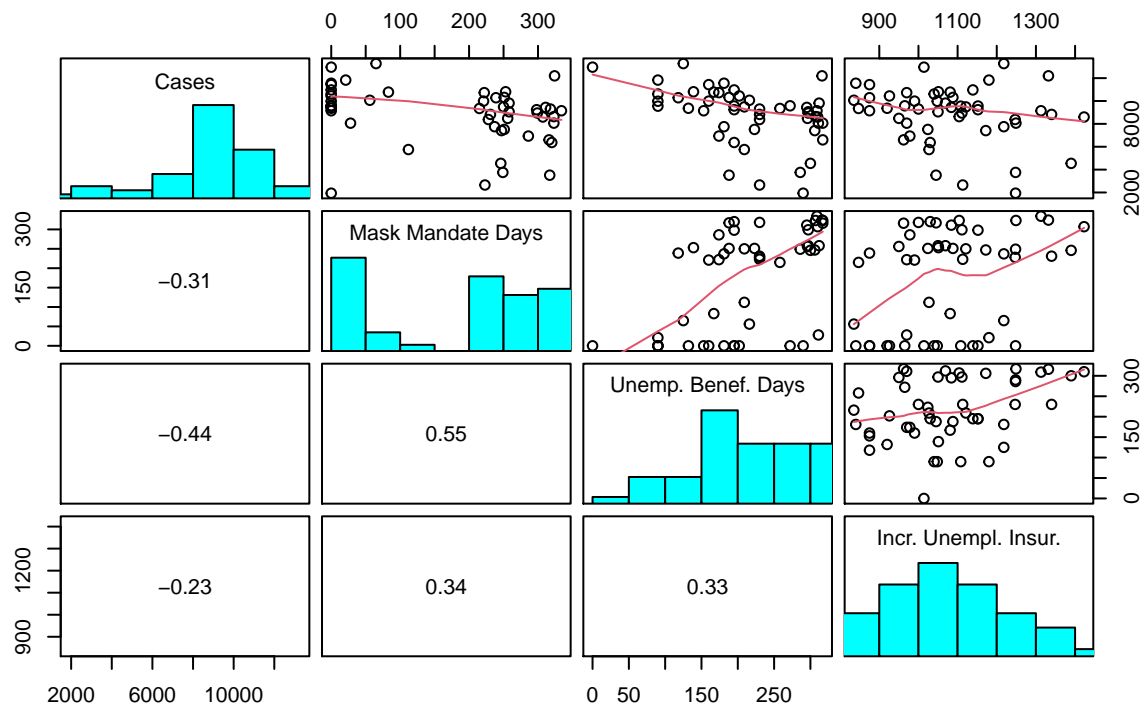 0 100 200 300
900 1100 1300
Cases
2000 8000
0 150 300
Mask Mandate Days
−0.31
Unemp. Benef. Days
0 150 300
−0.44
0.55
Incr. Unempl. Insur.
900 1200
−0.23
0.34
0.33
2000 6000 10000
0 50 150 250